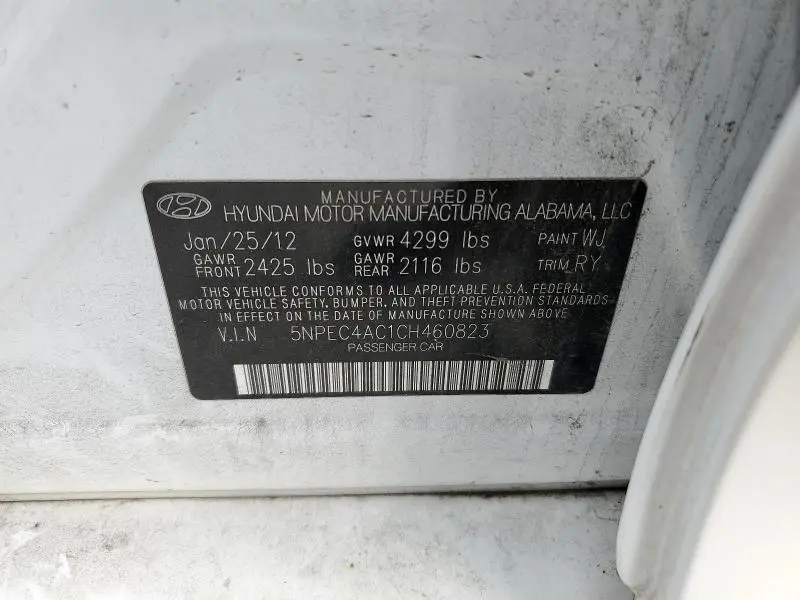 MANUFACTURED BY
HYUNDAI MOTOR MANUFACTURING ALABAMA, LLC
Jan/25/12 GVWR 4299 lbs PAINT WJ
GAWR FRONT 2425 lbs GAWR REAR 2116 lbs TRIM RY
THIS VEHICLE CONFORMS TO ALL APPLICABLE U.S.A. FEDERAL
MOTOR VEHICLE SAFETY, BUMPER, AND THEFT PREVENTION STANDARDS
IN EFFECT ON THE DATE OF MANUFACTURE SHOWN ABOVE
V.I.N 5NPEC4AC1CH460823
PASSENGER CAR